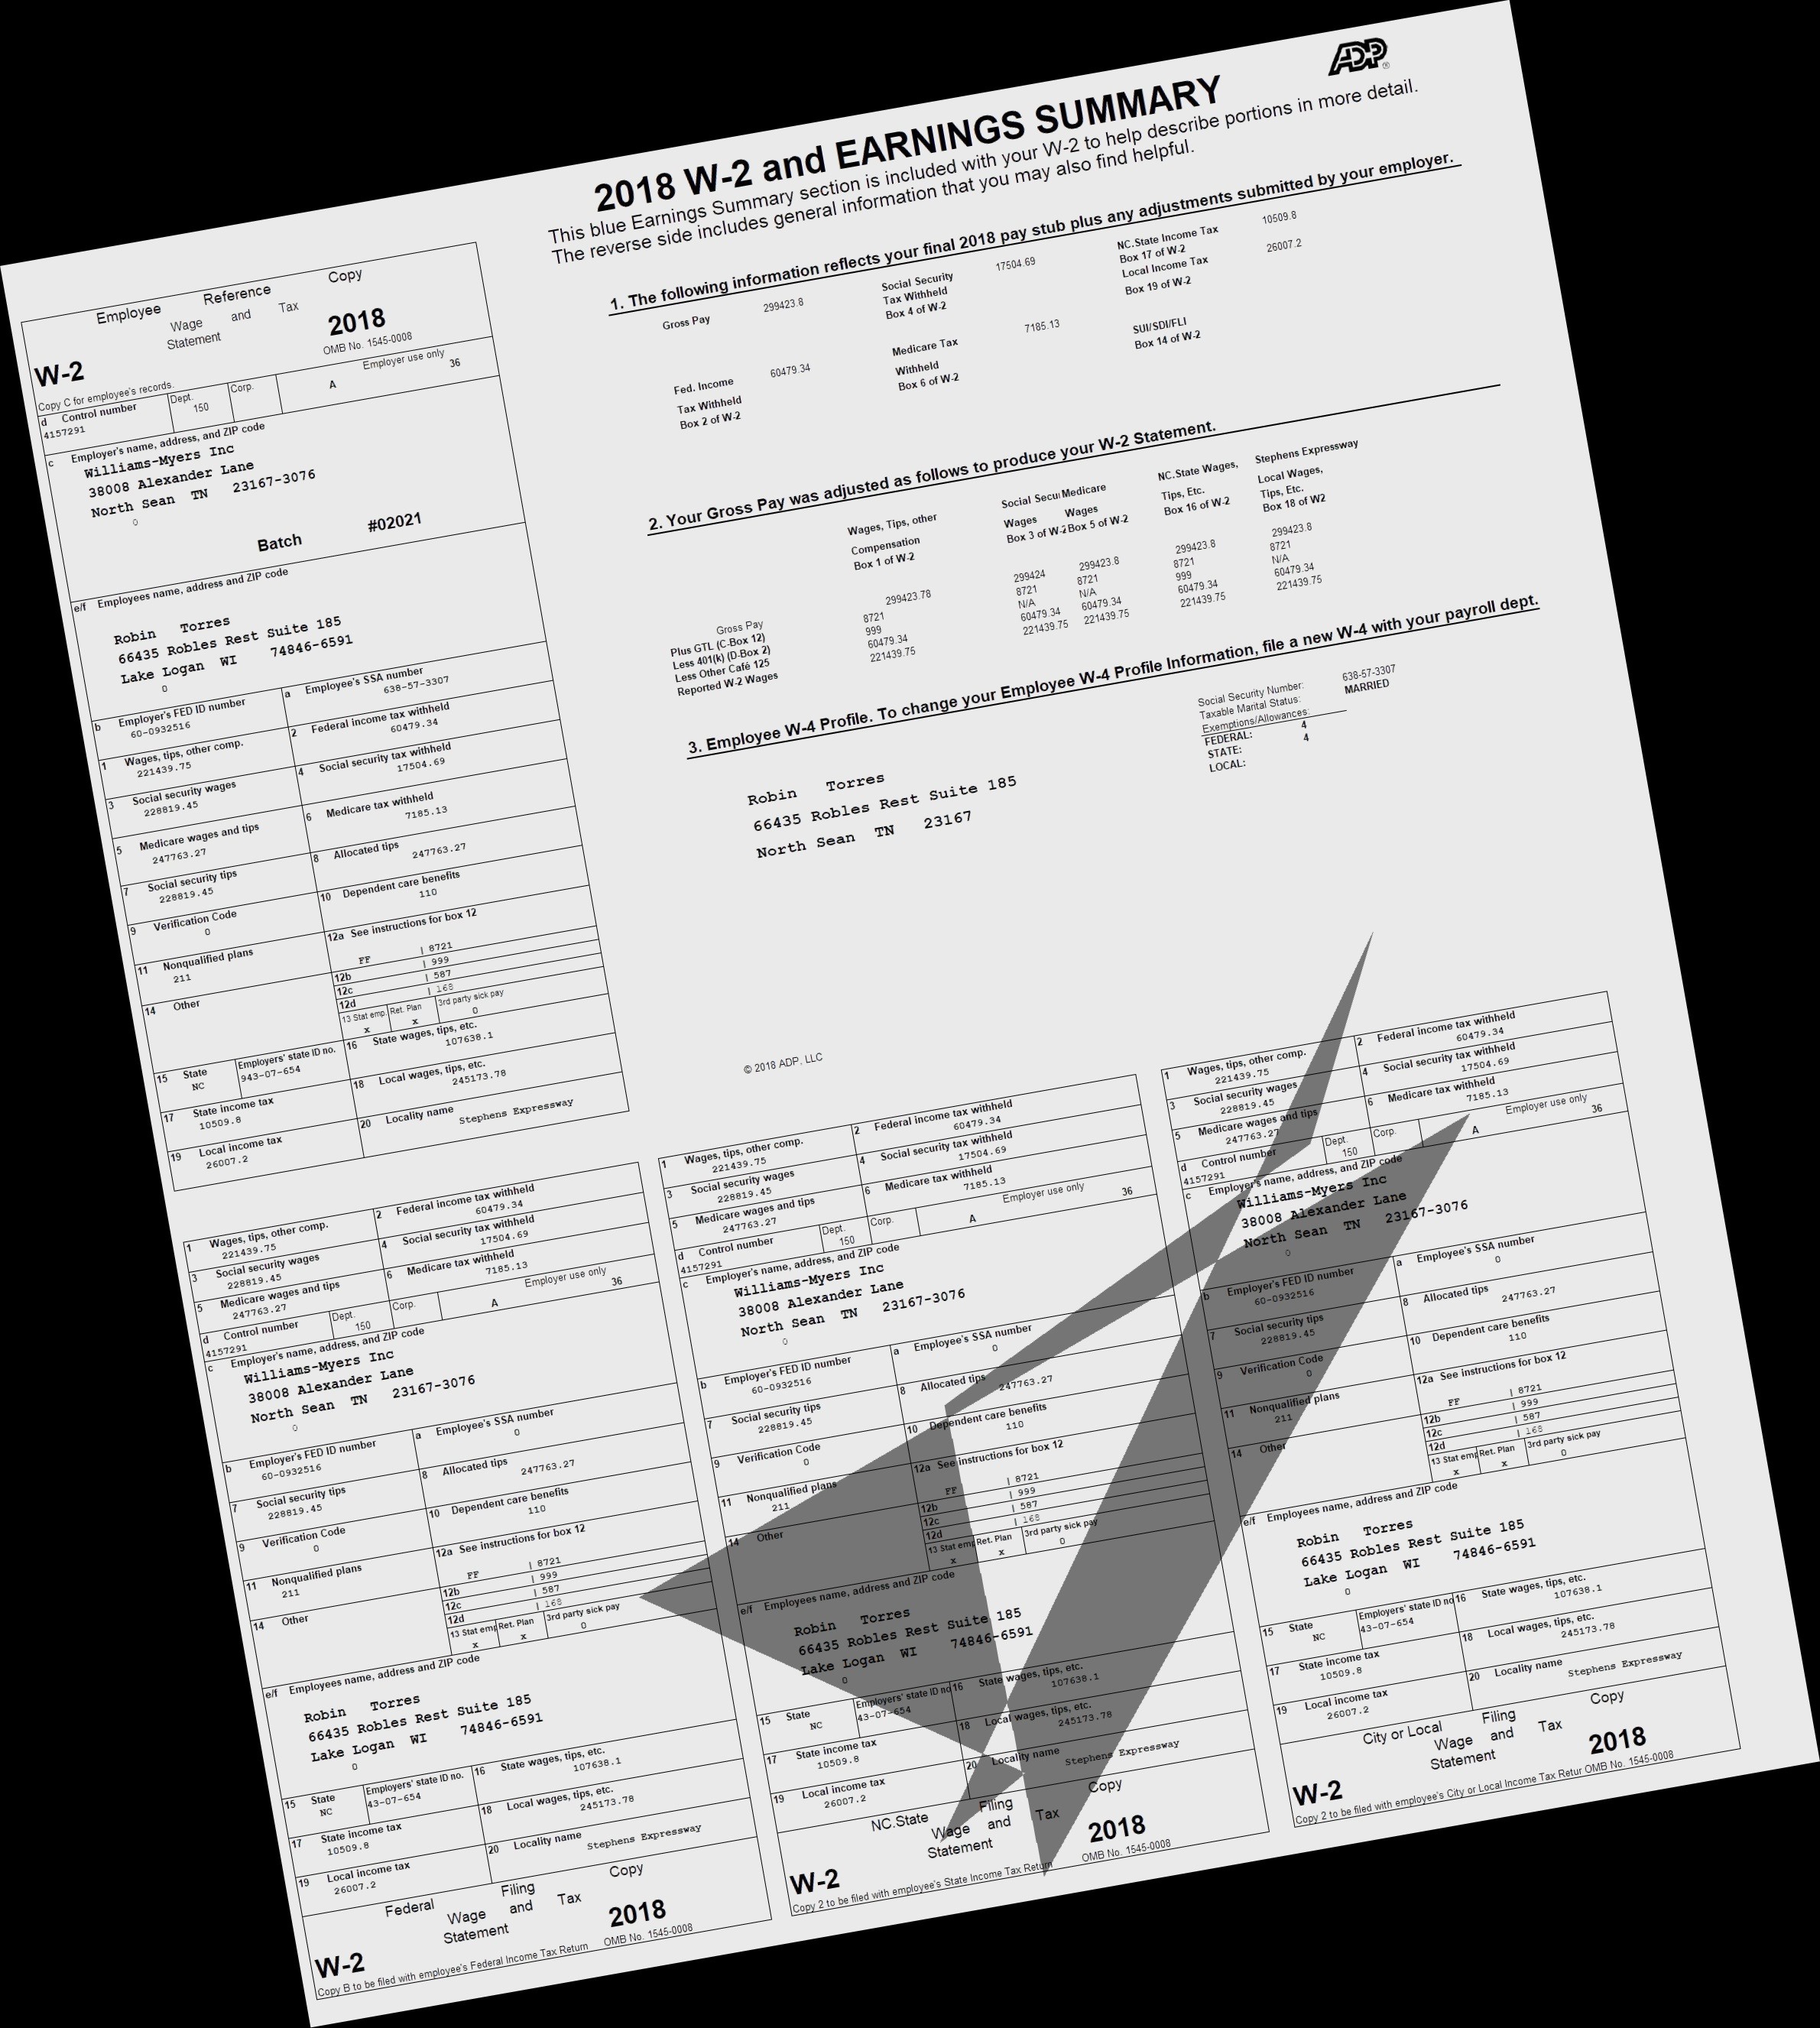 ADP®
2018 W-2 and EARNINGS SUMMARY
This blue Earnings Summary section is included with your W-2 to help describe portions in more detail.
The reverse side includes general information that you may also find helpful.
1. The following information reflects your final 2018 pay stub plus any adjustments submitted by your employer.
Gross Pay 299423.8 Social Security 17504.69 NC.State Income Tax 10509.8
Tax Withheld Box 17 of W-2
Box 4 of W-2 Local Income Tax 26007.2
Box 19 of W-2
Fed. Income 60479.34 Medicare Tax 7185.13 SUI/SDI/FLI
Tax Withheld Withheld Box 14 of W-2
Box 2 of W-2 Box 6 of W-2
2. Your Gross Pay was adjusted as follows to produce your W-2 Statement.
Wages, Tips, other Social Secu Medicare NC.State Wages, Stephens Expressway
Compensation Wages Wages Tips, Etc. Local Wages,
Box 1 of W-2 Box 3 of W-2 Box 5 of W-2 Box 16 of W-2 Tips, Etc.
Box 18 of W2
Gross Pay 299423.78 299424 299423.8 299423.8 299423.8
Plus GTL (C-Box 12) 8721 8721 8721 8721 8721
Less 401(k) (D-Box 2) 999 N/A N/A 999 N/A
Less Other Café 125 60479.34 60479.34 60479.34 60479.34 60479.34
Reported W-2 Wages 221439.75 221439.75 221439.75 221439.75 221439.75
3. Employee W-4 Profile. To change your Employee W-4 Profile Information, file a new W-4 with your payroll dept.
Robin Torres
66435 Robles Rest Suite 185
North Sean TN 23167
Social Security Number: 638-57-3307
Taxable Marital Status: MARRIED
Exemptions/Allowances:
FEDERAL: 4
STATE: 4
LOCAL:
© 2018 ADP, LLC
Employee Reference Copy
Wage and Tax
Statement
W-2 2018
OMB No. 1545-0008
Copy C for employee's records.
d Control number Dept. Corp. Employer use only
4157291 150 A 36
c Employer's name, address, and ZIP code
Williams-Myers Inc
38008 Alexander Lane
North Sean TN 23167-3076
0
Batch #02021
e/f Employees name, address and ZIP code
Robin Torres
66435 Robles Rest Suite 185
Lake Logan WI 74846-6591
0
b Employer's FED ID number a Employee's SSA number
60-0932516 638-57-3307
1 Wages, tips, other comp. 2 Federal income tax withheld
221439.75 60479.34
3 Social security wages 4 Social security tax withheld
228819.45 17504.69
5 Medicare wages and tips 6 Medicare tax withheld
247763.27 7185.13
7 Social security tips 8 Allocated tips
228819.45 247763.27
9 Verification Code 10 Dependent care benefits
0 110
11 Nonqualified plans 12a See instructions for box 12
211 FF | 8721
14 Other 12b | 999
12c | 587
12d | 168
13 Stat emp. Ret. Plan 3rd party sick pay
x x 0
15 State Employers' state ID no. 16 State wages, tips, etc.
NC 943-07-654 107638.1
17 State income tax 18 Local wages, tips, etc.
10509.8 245173.78
19 Local income tax 20 Locality name
26007.2 Stephens Expressway
1 Wages, tips, other comp. 2 Federal income tax withheld
221439.75 60479.34
3 Social security wages 4 Social security tax withheld
228819.45 17504.69
5 Medicare wages and tips 6 Medicare tax withheld
247763.27 7185.13
d Control number Dept. Corp. Employer use only
4157291 150 A 36
c Employer's name, address, and ZIP code
Williams-Myers Inc
38008 Alexander Lane
North Sean TN 23167-3076
0
b Employer's FED ID number a Employee's SSA number
60-0932516 0
7 Social security tips 8 Allocated tips
228819.45 247763.27
9 Verification Code 10 Dependent care benefits
0 110
11 Nonqualified plans 12a See instructions for box 12
211 FF | 8721
14 Other 12b | 999
12c | 587
12d | 168
13 Stat emp Ret. Plan 3rd party sick pay
x x 0
e/f Employees name, address and ZIP code
Robin Torres
66435 Robles Rest Suite 185
Lake Logan WI 74846-6591
0
15 State Employers' state ID no. 16 State wages, tips, etc.
NC 43-07-654 107638.1
17 State income tax 18 Local wages, tips, etc.
10509.8 245173.78
19 Local income tax 20 Locality name
26007.2 Stephens Expressway
Federal Filing Copy
Wage and Tax
Statement
W-2 2018
Copy B to be filed with employee's Federal Income Tax Return OMB No. 1545-0008
1 Wages, tips, other comp. 2 Federal income tax withheld
221439.75 60479.34
3 Social security wages 4 Social security tax withheld
228819.45 17504.69
5 Medicare wages and tips 6 Medicare tax withheld
247763.27 7185.13
d Control number Dept. Corp. Employer use only
4157291 150 A 36
c Employer's name, address, and ZIP code
Williams-Myers Inc
38008 Alexander Lane
North Sean TN 23167-3076
0
b Employer's FED ID number a Employee's SSA number
60-0932516 0
7 Social security tips 8 Allocated tips
228819.45 247763.27
9 Verification Code 10 Dependent care benefits
0 110
11 Nonqualified plans 12a See instructions for box 12
211 FF | 8721
14 Other 12b | 999
12c | 587
12d | 168
13 Stat emp Ret. Plan 3rd party sick pay
x x 0
e/f Employees name, address and ZIP code
Robin Torres
66435 Robles Rest Suite 185
Lake Logan WI 74846-6591
0
15 State Employers' state ID no 16 State wages, tips, etc.
NC 43-07-654 107638.1
17 State income tax 18 Local wages, tips, etc.
10509.8 245173.78
19 Local income tax 20 Locality name
26007.2 Stephens Expressway
NC.State Filing Copy
Wage and Tax
Statement
W-2 2018
Copy 2 to be filed with employee's State Income Tax Return OMB No. 1545-0008
1 Wages, tips, other comp. 2 Federal income tax withheld
221439.75 60479.34
3 Social security wages 4 Social security tax withheld
228819.45 17504.69
5 Medicare wages and tips 6 Medicare tax withheld
247763.27 7185.13
d Control number Dept. Corp. Employer use only
4157291 150 A 36
c Employer's name, address, and ZIP code
Williams-Myers Inc
38008 Alexander Lane
North Sean TN 23167-3076
0
b Employer's FED ID number a Employee's SSA number
60-0932516 0
7 Social security tips 8 Allocated tips
228819.45 247763.27
9 Verification Code 10 Dependent care benefits
0 110
11 Nonqualified plans 12a See instructions for box 12
211 FF | 8721
14 Other 12b | 999
12c | 587
12d | 168
13 Stat emp Ret. Plan 3rd party sick pay
x x 0
e/f Employees name, address and ZIP code
Robin Torres
66435 Robles Rest Suite 185
Lake Logan WI 74846-6591
0
15 State Employers' state ID no 16 State wages, tips, etc.
NC 43-07-654 107638.1
17 State income tax 18 Local wages, tips, etc.
10509.8 245173.78
19 Local income tax 20 Locality name
26007.2 Stephens Expressway
City or Local Filing Copy
Wage and Tax
Statement
W-2 2018
Copy 2 to be filed with employee's City or Local Income Tax Retur OMB No. 1545-0008